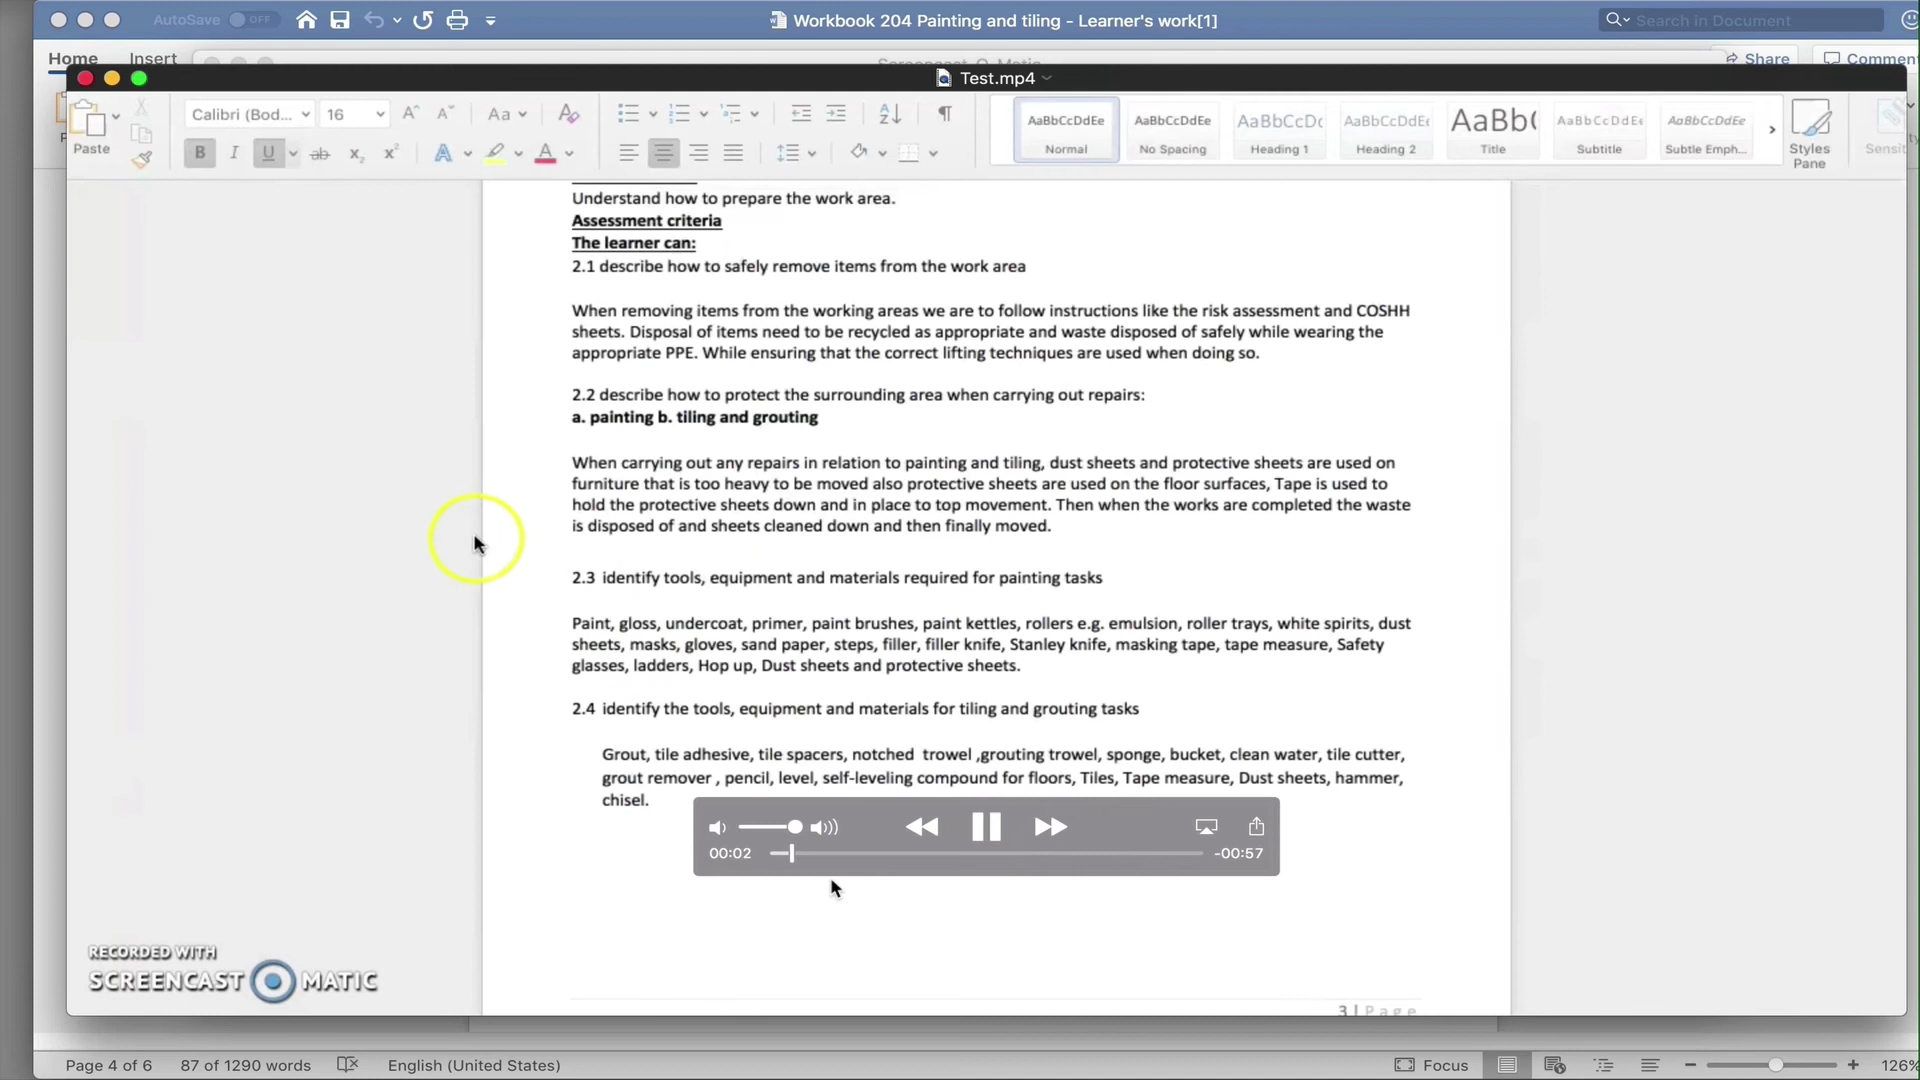 AutoSave OFF
Workbook 204 Painting and tiling - Learner's work[1]
Search in Document
Home Insert
Share Commen
Test.mp4
Paste
Calibri (Bod... 16
Normal
No Spacing
Heading 1
Heading 2
Title
Subtitle
Subtle Emph...
Styles Pane
Understand how to prepare the work area.
Assessment criteria
The learner can:
2.1 describe how to safely remove items from the work area
When removing items from the working areas we are to follow instructions like the risk assessment and COSHH
sheets. Disposal of items need to be recycled as appropriate and waste disposed of safely while wearing the
appropriate PPE. While ensuring that the correct lifting techniques are used when doing so.
2.2 describe how to protect the surrounding area when carrying out repairs:
a. painting b. tiling and grouting
When carrying out any repairs in relation to painting and tiling, dust sheets and protective sheets are used on
furniture that is too heavy to be moved also protective sheets are used on the floor surfaces, Tape is used to
hold the protective sheets down and in place to top movement. Then when the works are completed the waste
is disposed of and sheets cleaned down and then finally moved.
2.3 identify tools, equipment and materials required for painting tasks
Paint, gloss, undercoat, primer, paint brushes, paint kettles, rollers e.g. emulsion, roller trays, white spirits, dust
sheets, masks, gloves, sand paper, steps, filler, filler knife, Stanley knife, masking tape, tape measure, Safety
glasses, ladders, Hop up, Dust sheets and protective sheets.
2.4 identify the tools, equipment and materials for tiling and grouting tasks
Grout, tile adhesive, tile spacers, notched trowel ,grouting trowel, sponge, bucket, clean water, tile cutter,
grout remover , pencil, level, self-leveling compound for floors, Tiles, Tape measure, Dust sheets, hammer,
chisel.
00:02 -00:57
RECORDED WITH
SCREENCAST MATIC
3 | Page
Page 4 of 6 87 of 1290 words English (United States) Focus 126%